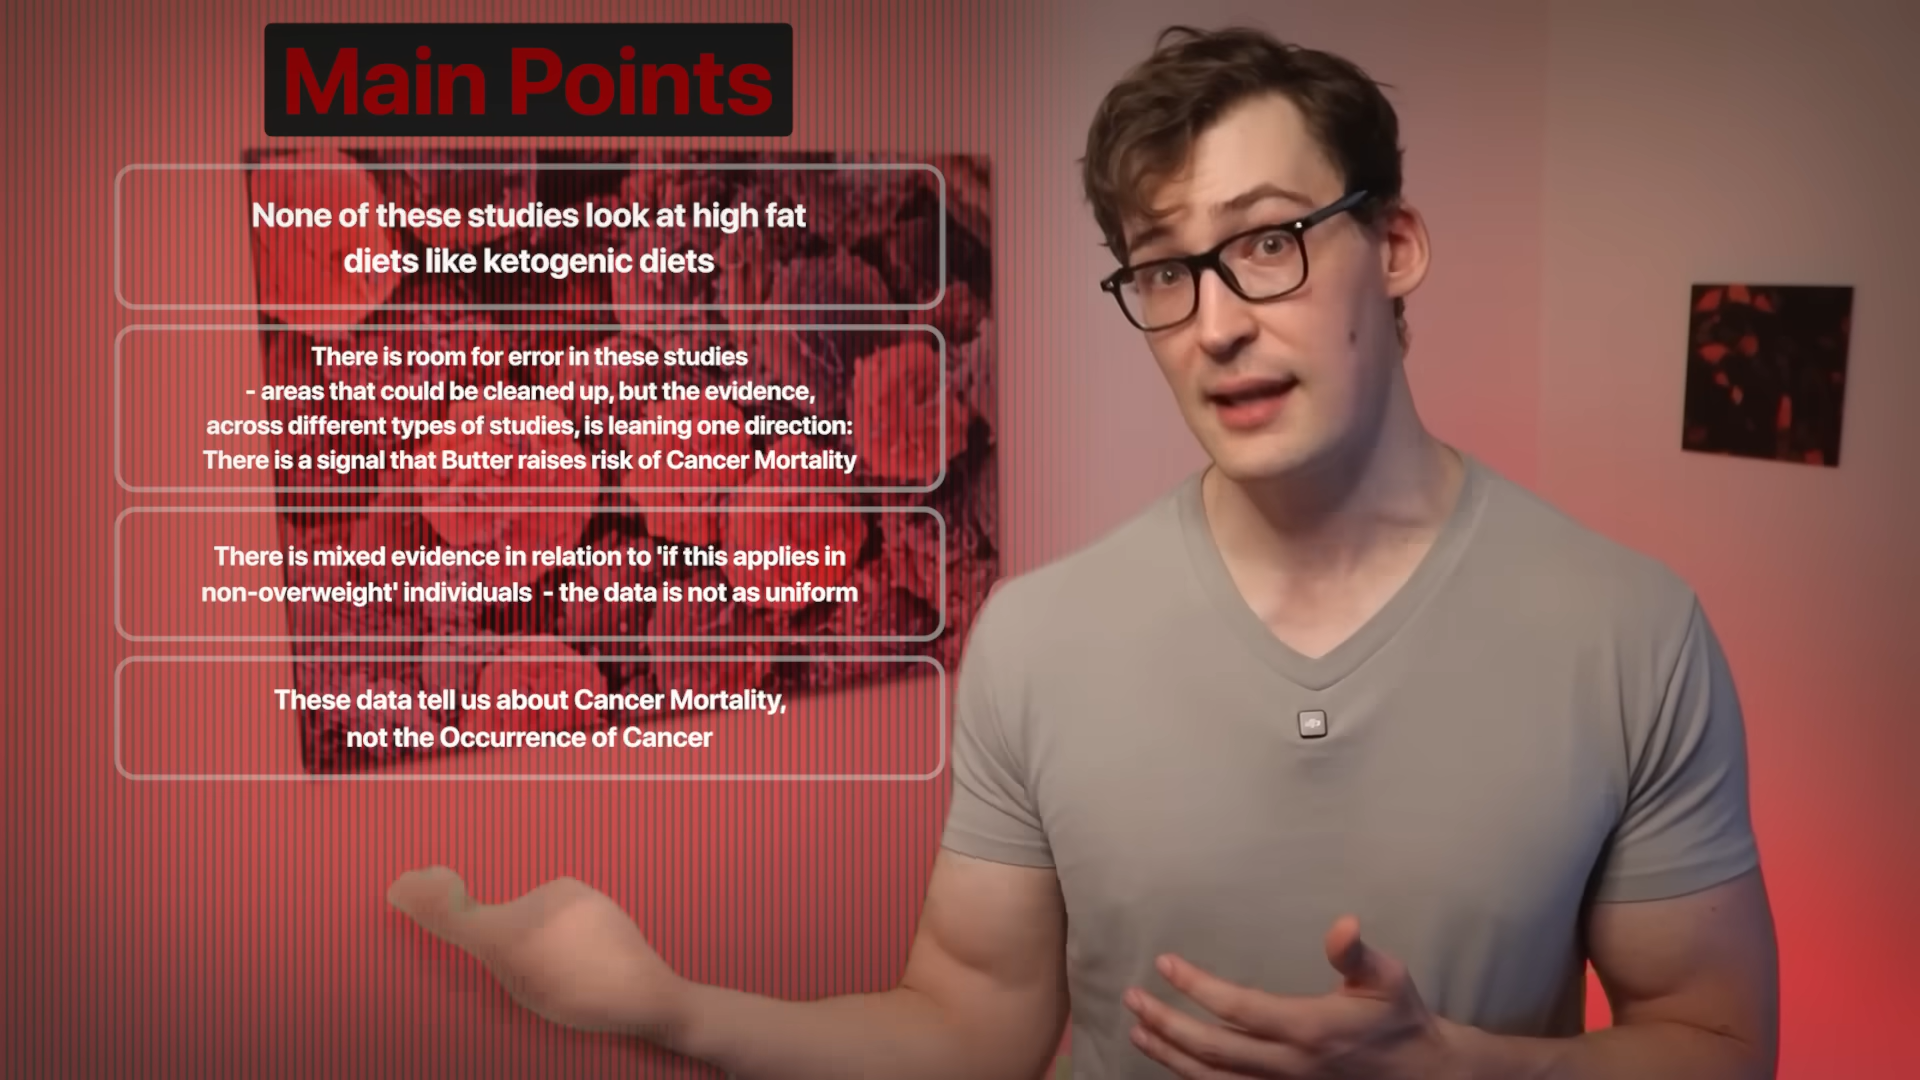 Main Points
None of these studies look at high fat
diets like ketogenic diets
There is room for error in these studies
- areas that could be cleaned up, but the evidence,
across different types of studies, is leaning one direction:
There is a signal that Butter raises risk of Cancer Mortality
There is mixed evidence in relation to 'if this applies in
non-overweight' individuals - the data is not as uniform
These data tell us about Cancer Mortality,
not the Occurrence of Cancer